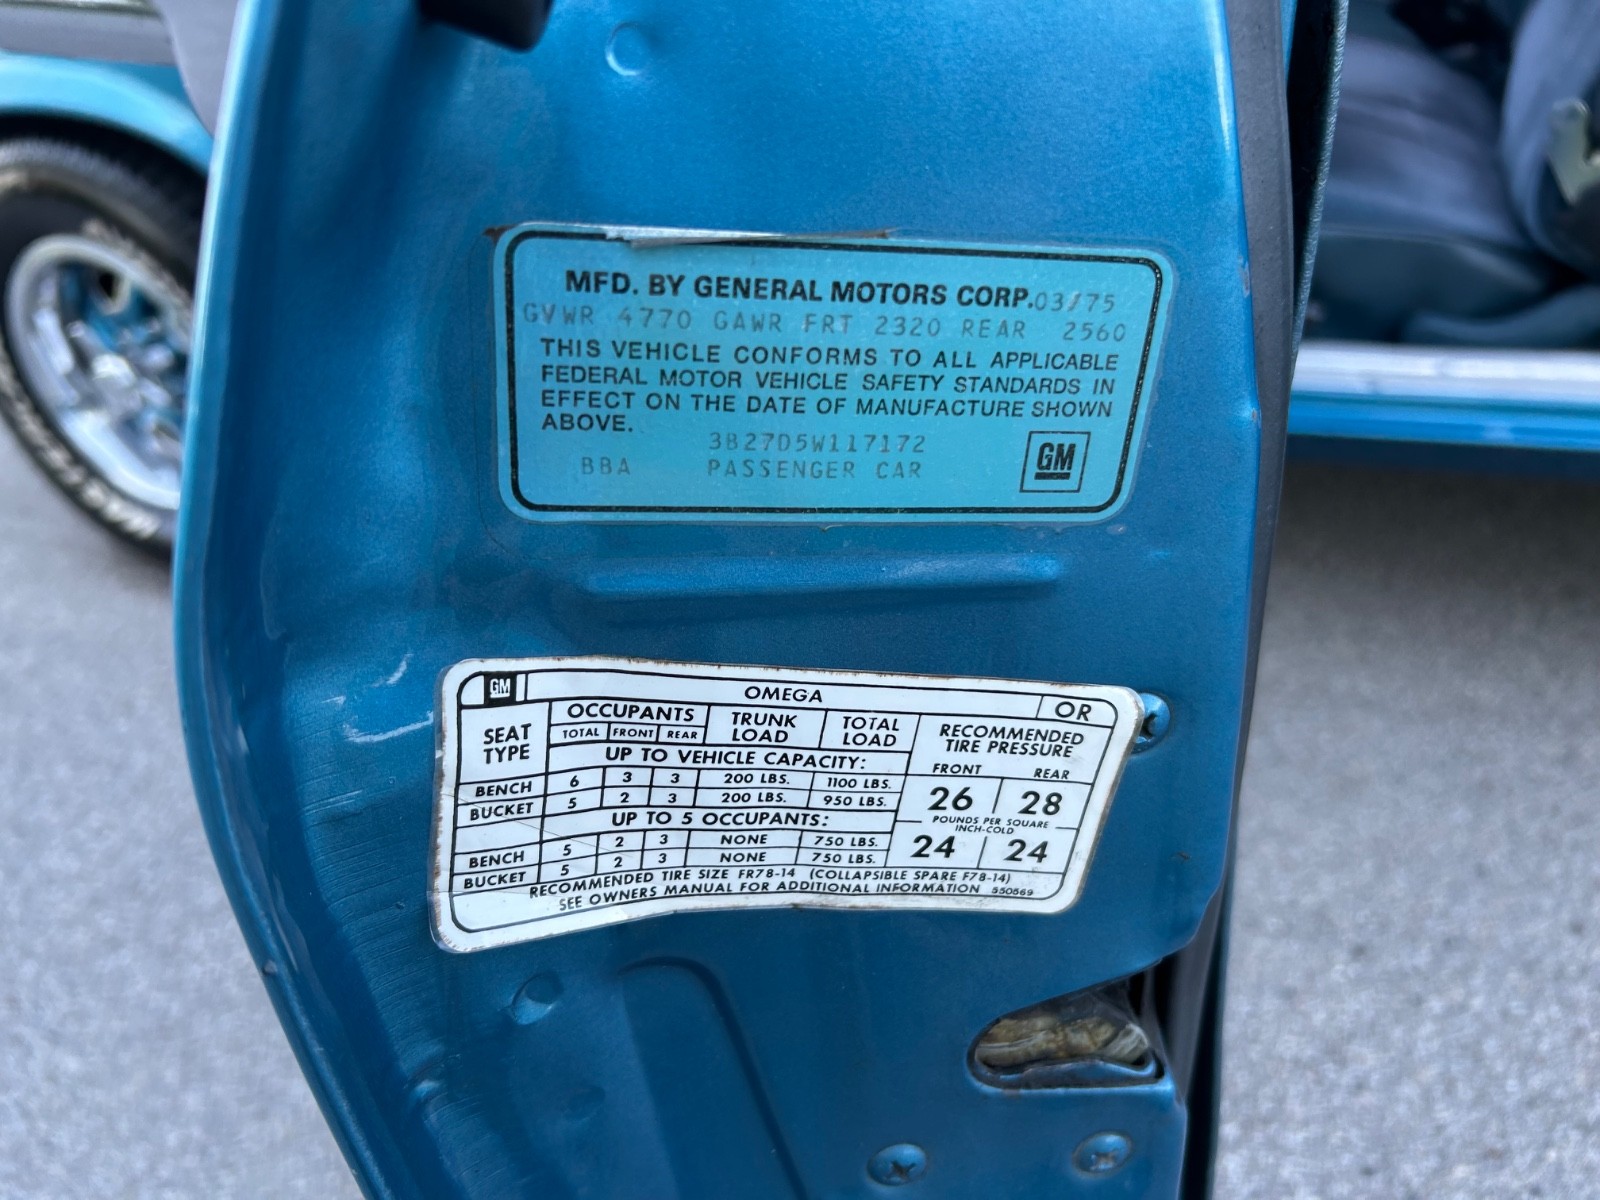 MFD. BY GENERAL MOTORS CORP. 03/75
GVWR 4770 GAWR FRT 2320 REAR 2560
THIS VEHICLE CONFORMS TO ALL APPLICABLE
FEDERAL MOTOR VEHICLE SAFETY STANDARDS IN
EFFECT ON THE DATE OF MANUFACTURE SHOWN
ABOVE.
3B27D5W117172
BBA PASSENGER CAR
GM
GM OMEGA OR
SEAT TYPE OCCUPANTS TRUNK LOAD TOTAL LOAD RECOMMENDED TIRE PRESSURE
TOTAL FRONT REAR
UP TO VEHICLE CAPACITY: FRONT REAR
BENCH 6 3 3 200 LBS. 1100 LBS. 26 28
BUCKET 5 2 3 200 LBS. 950 LBS.
UP TO 5 OCCUPANTS: POUNDS PER SQUARE INCH-COLD
BENCH 5 2 3 NONE 750 LBS. 24 24
BUCKET 5 2 3 NONE 750 LBS.
RECOMMENDED TIRE SIZE FR78-14 (COLLAPSIBLE SPARE F78-14)
SEE OWNERS MANUAL FOR ADDITIONAL INFORMATION 550569